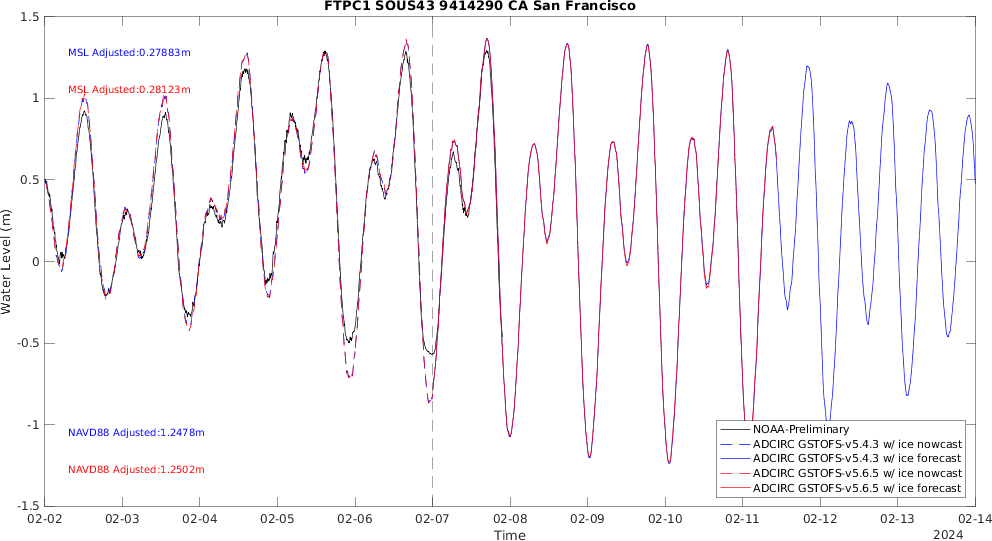 FTPC1 SOUS43 9414290 CA San Francisco
1.5
1
0.5
0
-0.5
-1
-1.5
Water Level (m)
MSL Adjusted:0.27883m
MSL Adjusted:0.28123m
NAVD88 Adjusted:1.2478m
NAVD88 Adjusted:1.2502m
NOAA-Preliminary
ADCIRC GSTOFS-v5.4.3 w/ ice nowcast
ADCIRC GSTOFS-v5.4.3 w/ ice forecast
ADCIRC GSTOFS-v5.6.5 w/ ice nowcast
ADCIRC GSTOFS-v5.6.5 w/ ice forecast
02-02 02-03 02-04 02-05 02-06 02-07 02-08 02-09 02-10 02-11 02-12 02-13 02-14
Time
2024